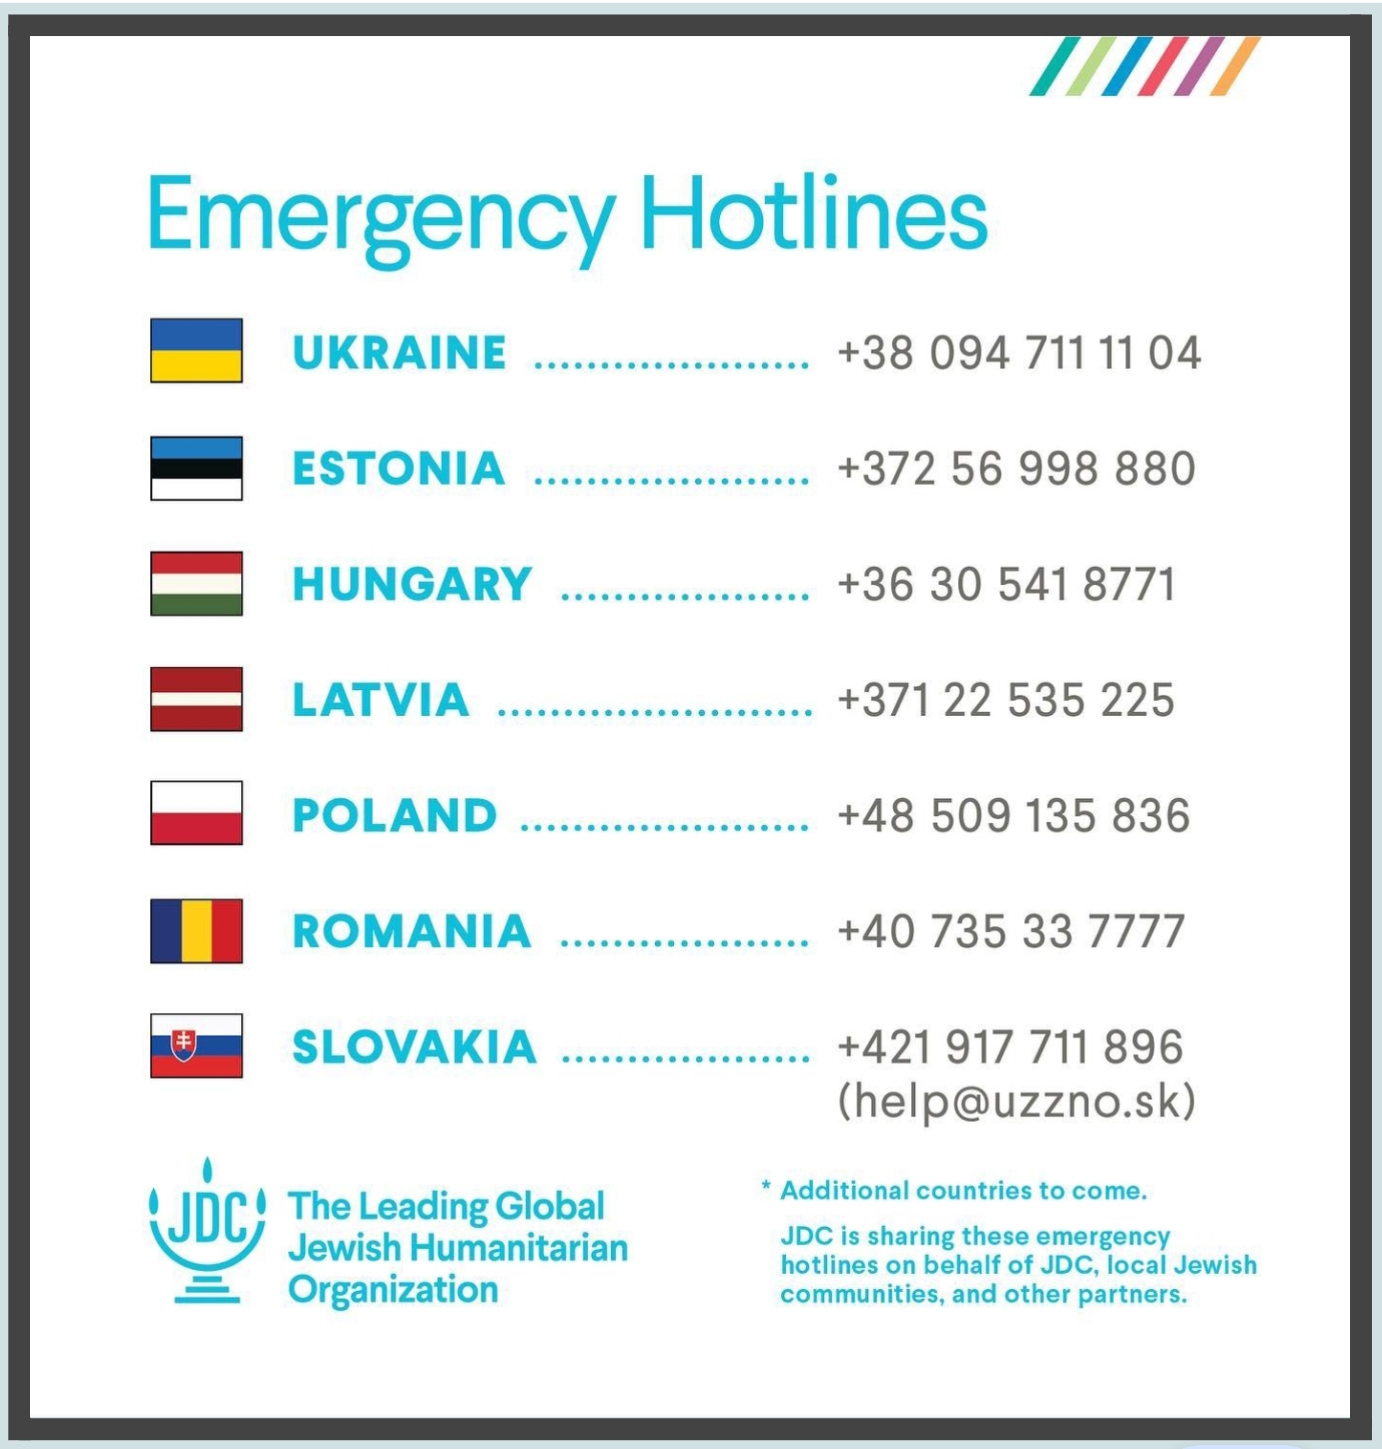 Emergency Hotlines
UKRAINE .................... +38 094 711 11 04
ESTONIA .................... +372 56 998 880
HUNGARY .................. +36 30 541 8771
LATVIA ....................... +371 22 535 225
POLAND ..................... +48 509 135 836
ROMANIA .................. +40 735 33 7777
SLOVAKIA .................. +421 917 711 896
(help@uzzno.sk)
JDC
The Leading Global
Jewish Humanitarian
Organization
* Additional countries to come.
JDC is sharing these emergency
hotlines on behalf of JDC, local Jewish
communities, and other partners.